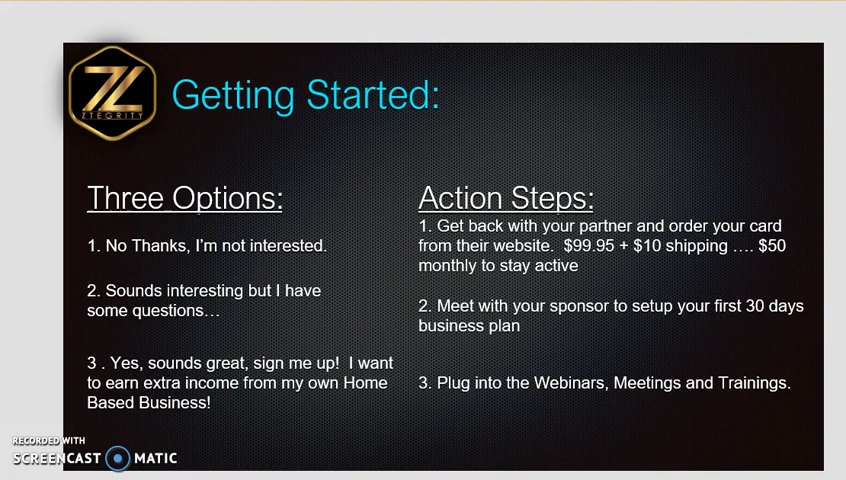 ZTEGRITY
Getting Started:
Three Options:
1. No Thanks, I'm not interested.
2. Sounds interesting but I have
some questions…
3 . Yes, sounds great, sign me up!  I want
to earn extra income from my own Home
Based Business!
Action Steps:
1. Get back with your partner and order your card
from their website.  $99.95 + $10 shipping …. $50
monthly to stay active
2. Meet with your sponsor to setup your first 30 days
business plan
3. Plug into the Webinars, Meetings and Trainings.
RECORDED WITH
SCREENCAST MATIC